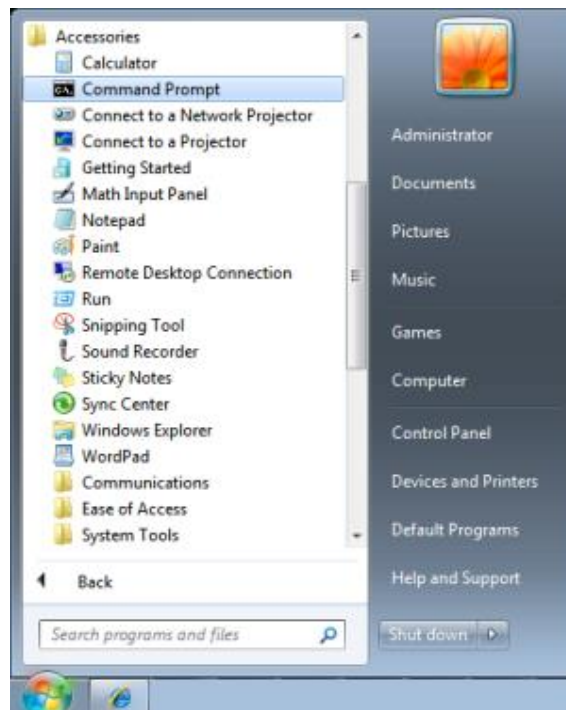 Accessories
Calculator
Command Prompt
Connect to a Network Projector
Connect to a Projector
Getting Started
Math Input Panel
Notepad
Paint
Remote Desktop Connection
Run
Snipping Tool
Sound Recorder
Sticky Notes
Sync Center
Windows Explorer
WordPad
Communications
Ease of Access
System Tools
Back
Search programs and files
Administrator
Documents
Pictures
Music
Games
Computer
Control Panel
Devices and Printers
Default Programs
Help and Support
Shut down